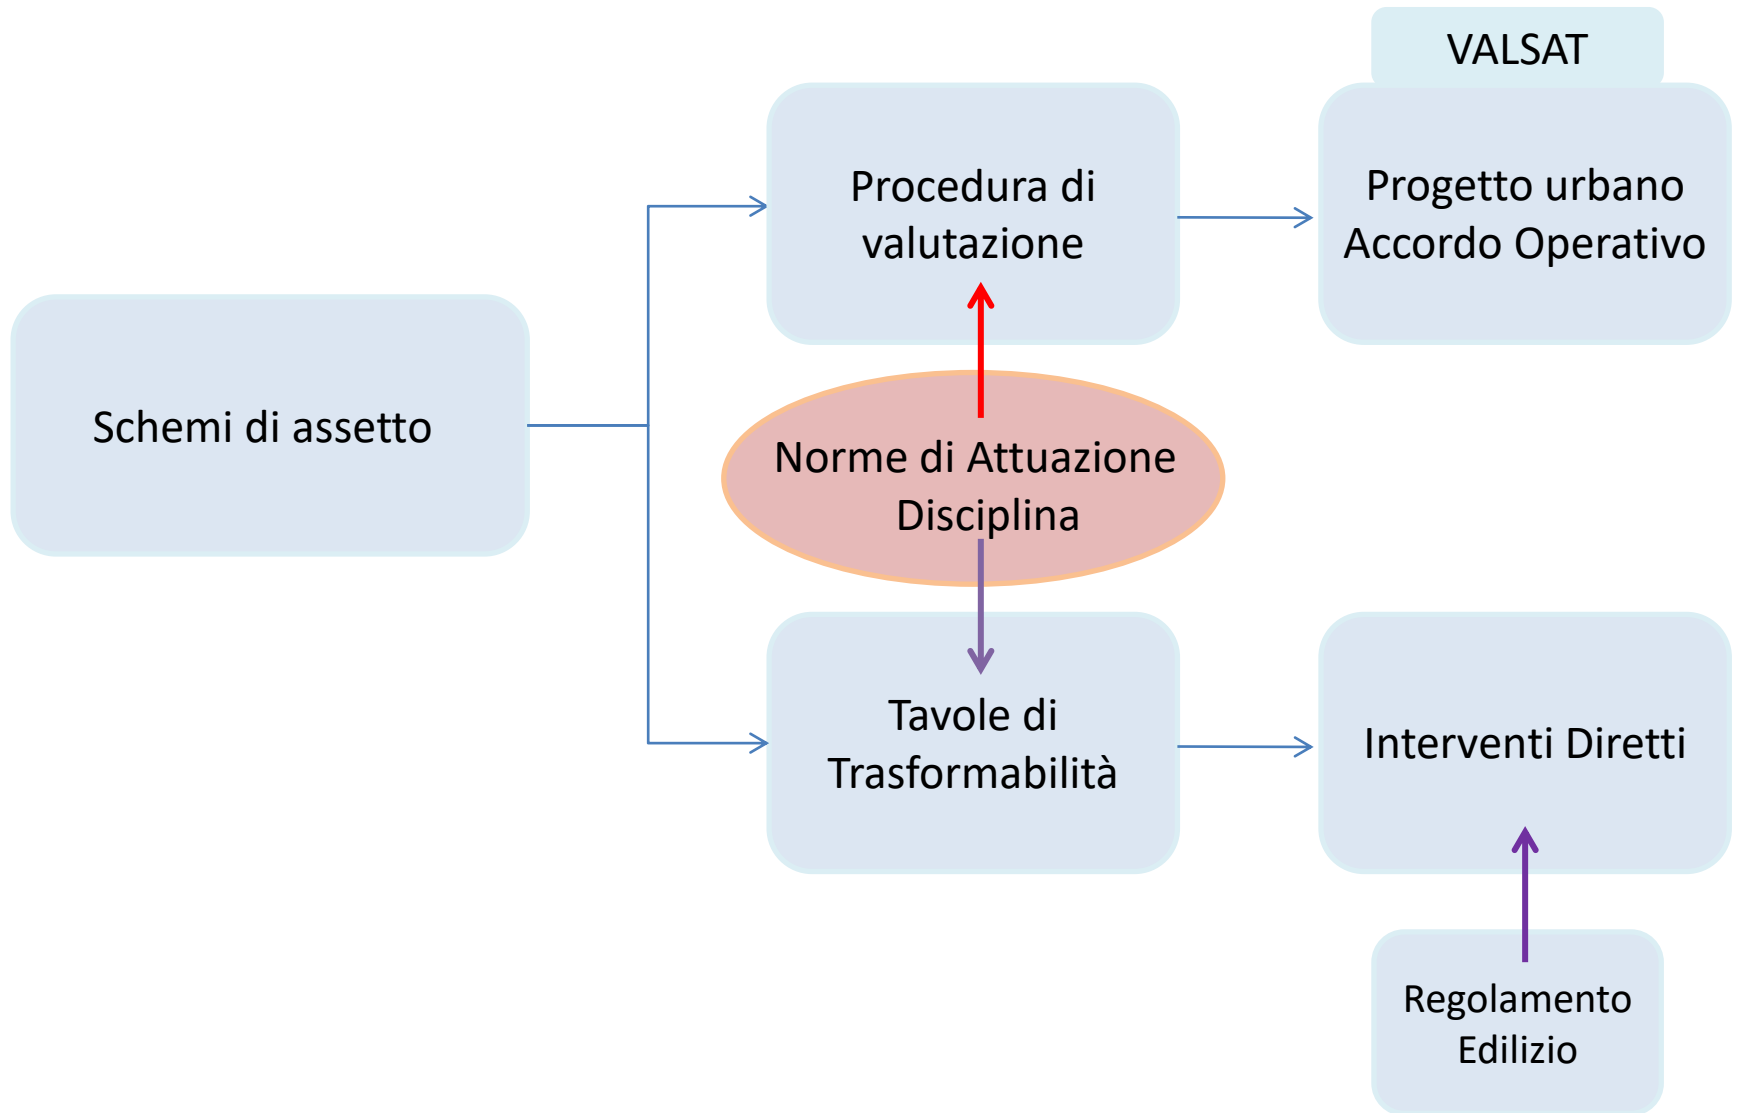 VALSAT
Procedura di
valutazione
Progetto urbano
Accordo Operativo
Schemi di assetto
Norme di Attuazione
Disciplina
Tavole di
Trasformabilità
Interventi Diretti
Regolamento
Edilizio